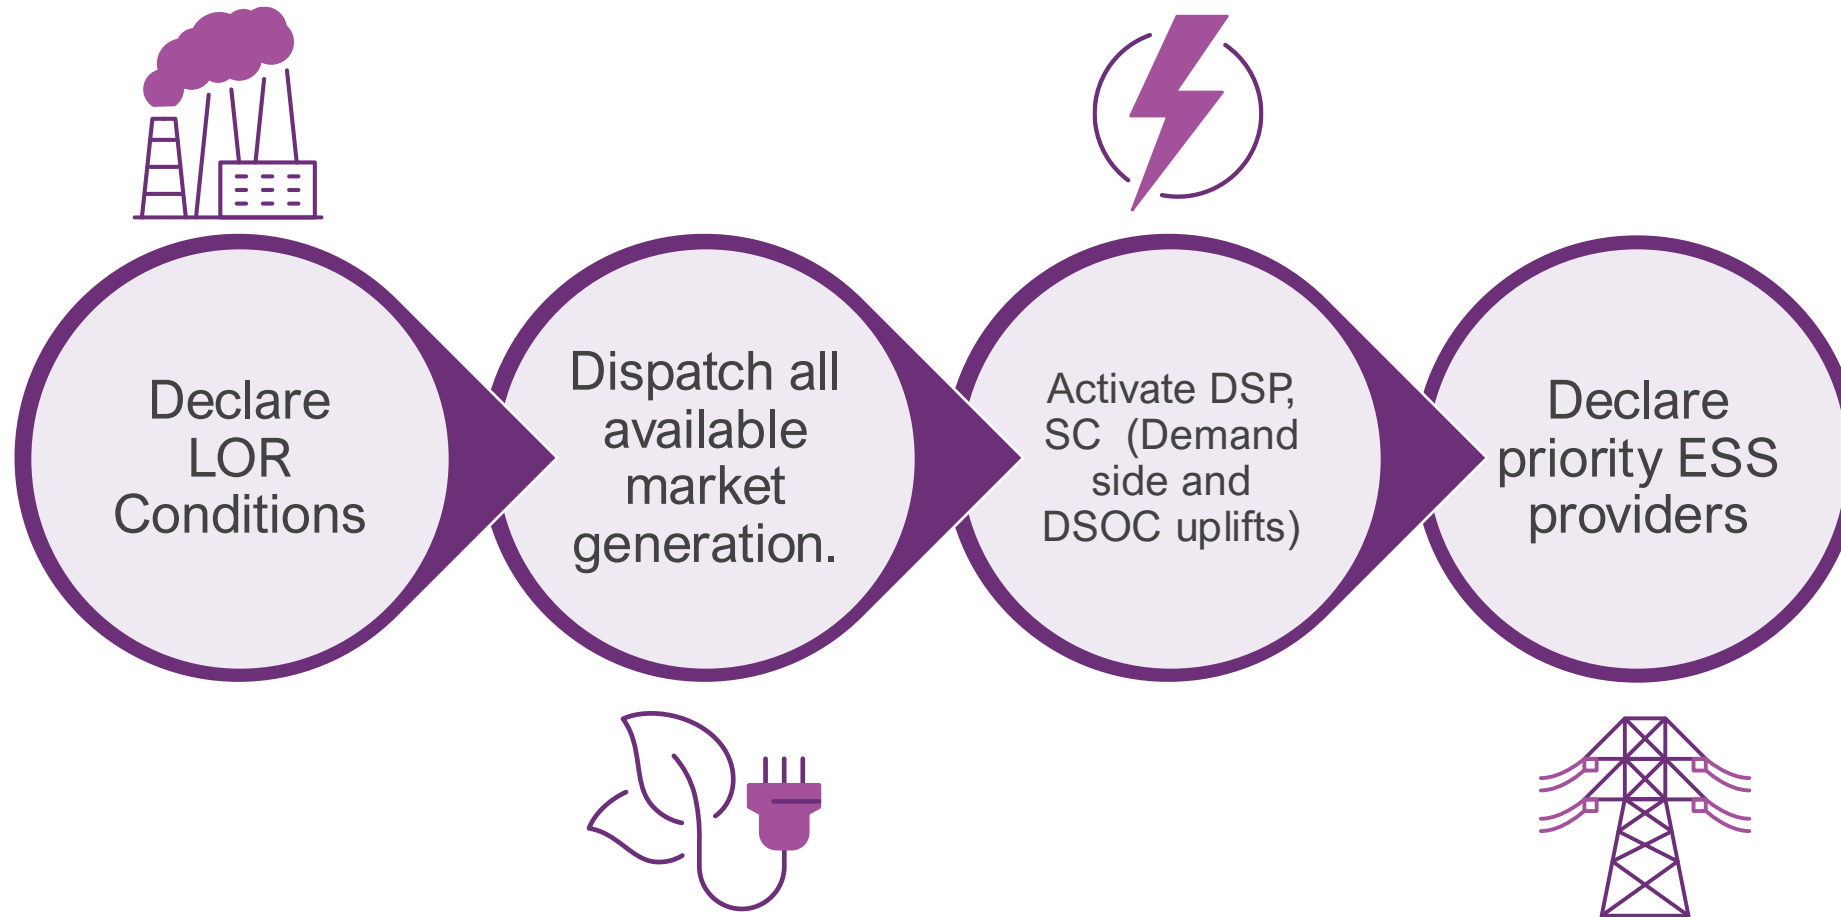 Declare
LOR
Conditions
Dispatch all
available
market
generation.
Activate DSP,
SC  (Demand
side and
DSOC uplifts)
Declare
priority ESS
providers